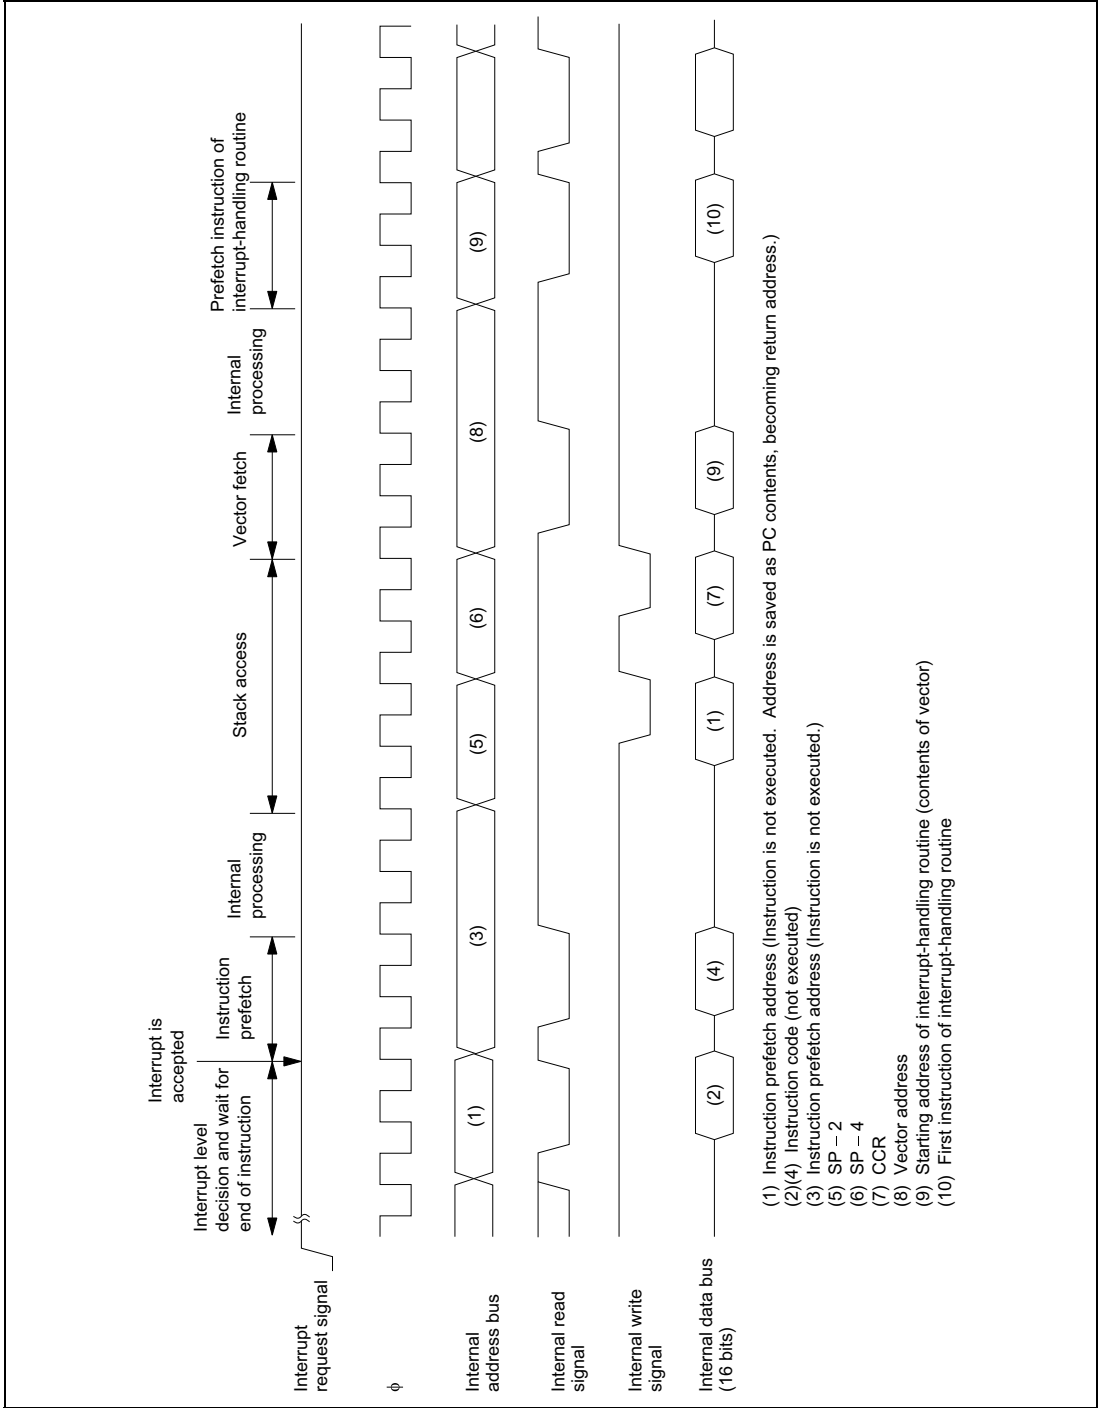 Interrupt is
accepted
Interrupt level
decision and wait for
end of instruction
Instruction
prefetch
Internal
processing
Stack access
Vector fetch
Internal
processing
Prefetch instruction of
interrupt-handling routine
Interrupt
request signal
ϕ
Internal
address bus
(1)
(3)
(5)
(6)
(8)
(9)
Internal read
signal
Internal write
signal
Internal data bus
(16 bits)
(2)
(4)
(1)
(7)
(9)
(10)
(1) Instruction prefetch address (Instruction is not executed. Address is saved as PC contents, becoming return address.)
(2)(4) Instruction code (not executed)
(3) Instruction prefetch address (Instruction is not executed.)
(5) SP – 2
(6) SP – 4
(7) CCR
(8) Vector address
(9) Starting address of interrupt-handling routine (contents of vector)
(10) First instruction of interrupt-handling routine